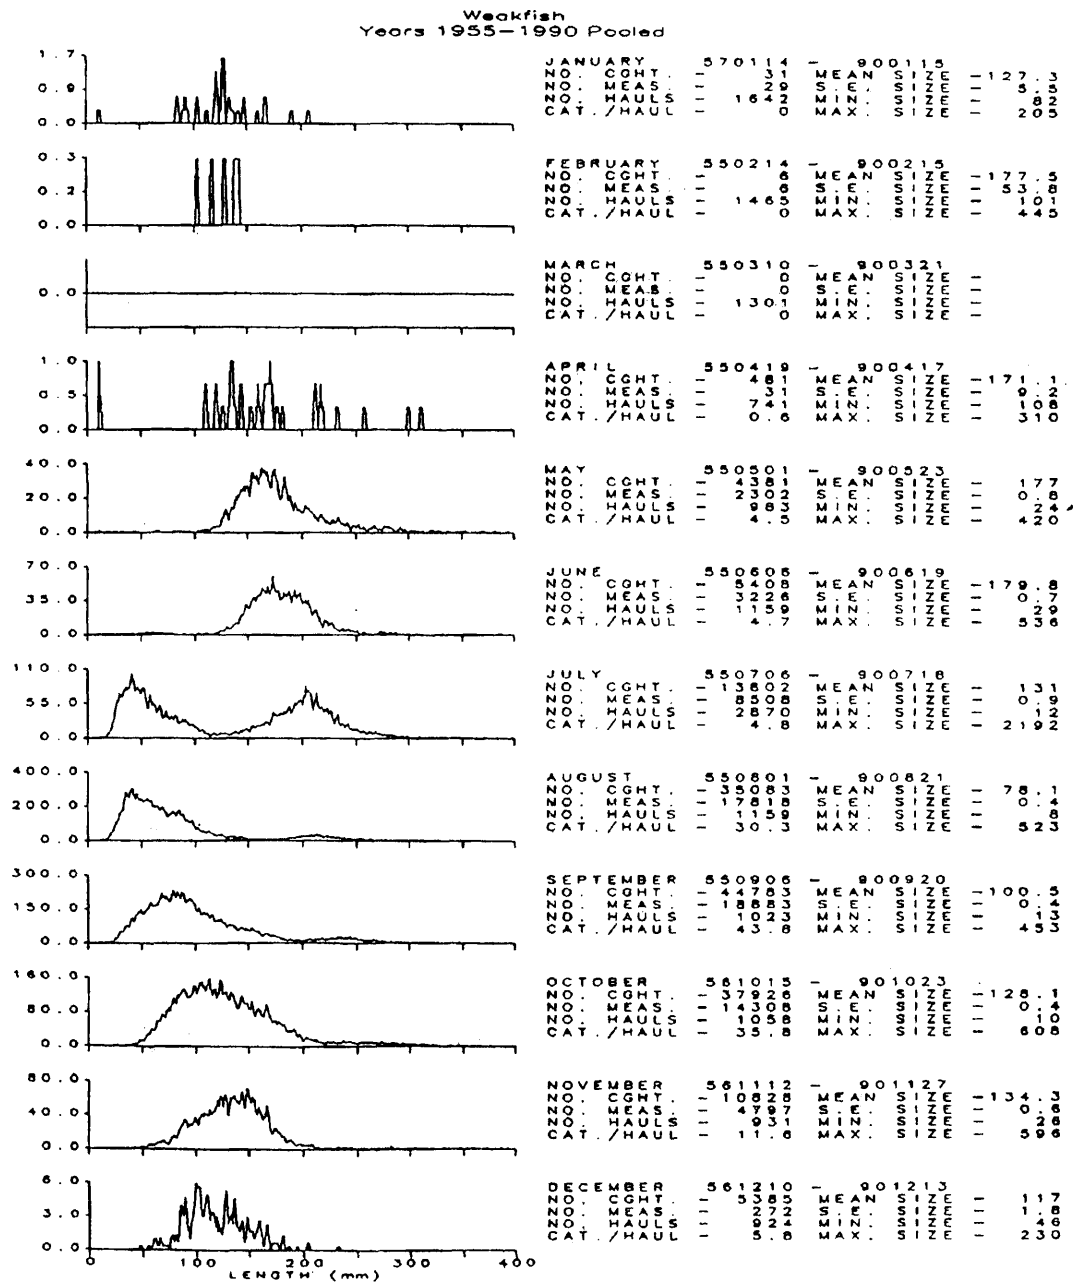 Weakfish
Years 1955-1990 Pooled
1.7
0.9
0.0
JANUARY 570114 - 900115
NO. CGHT. - 31 MEAN SIZE -127.3
NO. MEAS. - 29 S.E. SIZE - 5.5
NO. HAULS - 1642 MIN. SIZE - 82
CAT./HAUL - 0 MAX. SIZE - 205
0.3
0.2
0.0
FEBRUARY 550214 - 900215
NO. CGHT. - 6 MEAN SIZE -177.5
NO. MEAS. - 6 S.E. SIZE - 53.8
NO. HAULS - 1465 MIN. SIZE - 101
CAT./HAUL - 0 MAX. SIZE - 445
0.0
MARCH 550310 - 900321
NO. CGHT. - 0 MEAN SIZE -
NO. MEAS. - 0 S.E. SIZE -
NO. HAULS - 1301 MIN. SIZE -
CAT./HAUL - 0 MAX. SIZE -
1.0
0.5
0.0
APRIL 550419 - 900417
NO. CGHT. - 461 MEAN SIZE -171.1
NO. MEAS. - 31 S.E. SIZE - 9.2
NO. HAULS - 741 MIN. SIZE - 108
CAT./HAUL - 0.6 MAX. SIZE - 310
40.0
20.0
0.0
MAY 550501 - 900523
NO. CGHT. - 4381 MEAN SIZE - 177
NO. MEAS. - 2302 S.E. SIZE - 0.8
NO. HAULS - 983 MIN. SIZE - 24
CAT./HAUL - 4.5 MAX. SIZE - 420
70.0
35.0
0.0
JUNE 550606 - 900619
NO. CGHT. - 5408 MEAN SIZE -179.8
NO. MEAS. - 3226 S.E. SIZE - 0.7
NO. HAULS - 1159 MIN. SIZE - 29
CAT./HAUL - 4.7 MAX. SIZE - 536
110.0
55.0
0.0
JULY 550706 - 900718
NO. CGHT. - 13802 MEAN SIZE - 131
NO. MEAS. - 8508 S.E. SIZE - 0.9
NO. HAULS - 2870 MIN. SIZE - 12
CAT./HAUL - 4.8 MAX. SIZE - 2192
400.0
200.0
0.0
AUGUST 550801 - 900821
NO. CGHT. - 35083 MEAN SIZE - 78.1
NO. MEAS. - 17818 S.E. SIZE - 0.4
NO. HAULS - 1159 MIN. SIZE - 8
CAT./HAUL - 30.3 MAX. SIZE - 523
300.0
150.0
0.0
SEPTEMBER 550906 - 900920
NO. CGHT. - 44783 MEAN SIZE -100.5
NO. MEAS. - 18883 S.E. SIZE - 0.4
NO. HAULS - 1023 MIN. SIZE - 13
CAT./HAUL - 43.8 MAX. SIZE - 453
160.0
80.0
0.0
OCTOBER 561015 - 901023
NO. CGHT. - 37926 MEAN SIZE -128.1
NO. MEAS. - 14308 S.E. SIZE - 0.4
NO. HAULS - 1058 MIN. SIZE - 10
CAT./HAUL - 35.8 MAX. SIZE - 608
80.0
40.0
0.0
NOVEMBER 561112 - 901127
NO. CGHT. - 10828 MEAN SIZE -134.3
NO. MEAS. - 4797 S.E. SIZE - 0.6
NO. HAULS - 931 MIN. SIZE - 26
CAT./HAUL - 11.6 MAX. SIZE - 596
6.0
3.0
0.0
DECEMBER 561210 - 901213
NO. CGHT. - 5385 MEAN SIZE - 117
NO. MEAS. - 272 S.E. SIZE - 1.8
NO. HAULS - 924 MIN. SIZE - 46
CAT./HAUL - 5.8 MAX. SIZE - 230
0 100 200 300 400
LENGTH (mm)